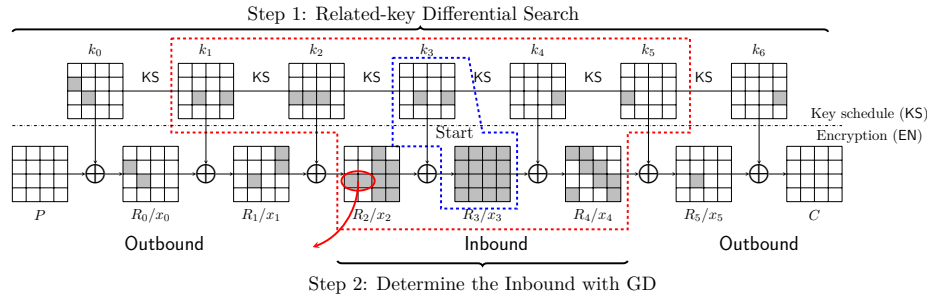 Step 1: Related-key Differential Search
k₀ k₁ k₂ k₃ k₄ k₅ k₆
KS KS KS KS KS KS
Key schedule (KS)
Start
Encryption (EN)
P R₀/x₀ R₁/x₁ R₂/x₂ R₃/x₃ R₄/x₄ R₅/x₅ C
Outbound Inbound Outbound
Step 2: Determine the Inbound with GD